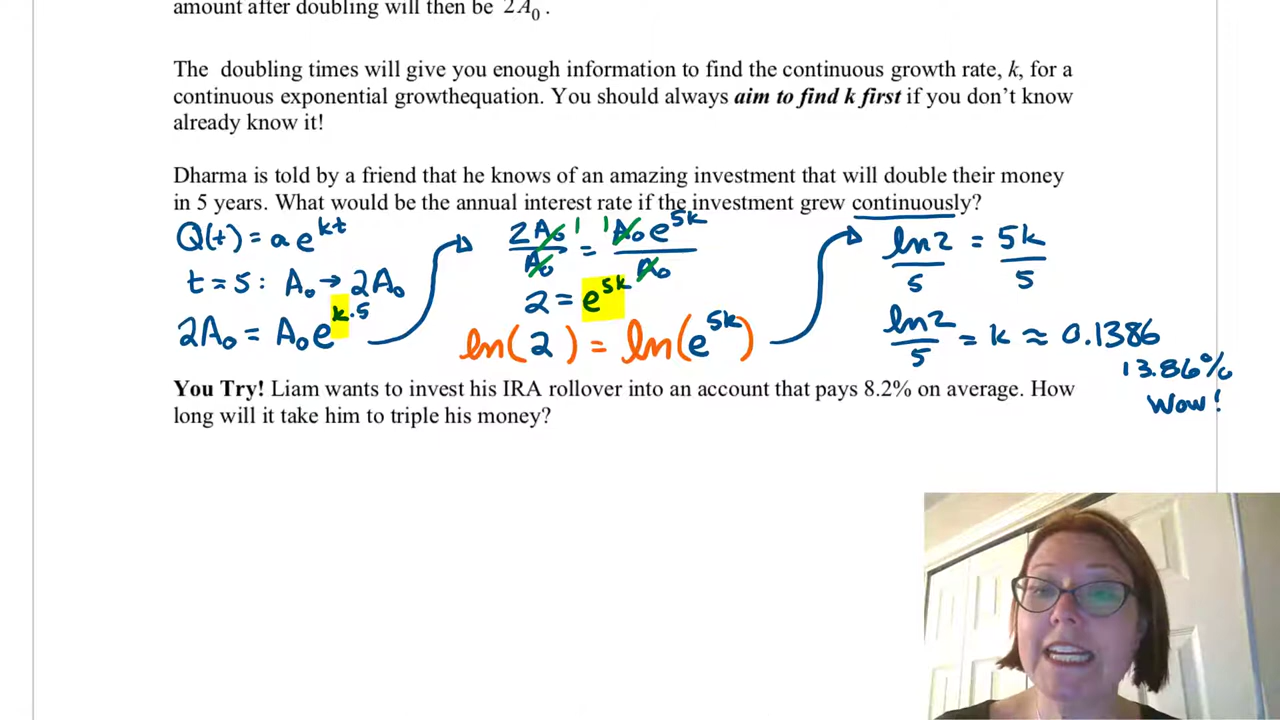 amount after doubling will then be 2A₀.
The doubling times will give you enough information to find the continuous growth rate, k, for a
continuous exponential growthequation. You should always aim to find k first if you don't know
already know it!
Dharma is told by a friend that he knows of an amazing investment that will double their money
in 5 years. What would be the annual interest rate if the investment grew continuously?
Q(t) = ae^{kt}
t = 5: A₀ → 2A₀
2A₀ = A₀e^{k·5}
2A₀/A₀ 1 = 1 A₀e^{5k}/A₀
2 = e^{5k}
ln(2) = ln(e^{5k})
ln2/5 = 5k/5
ln2/5 = k ≈ 0.1386
13.86%
Wow!
You Try! Liam wants to invest his IRA rollover into an account that pays 8.2% on average. How
long will it take him to triple his money?